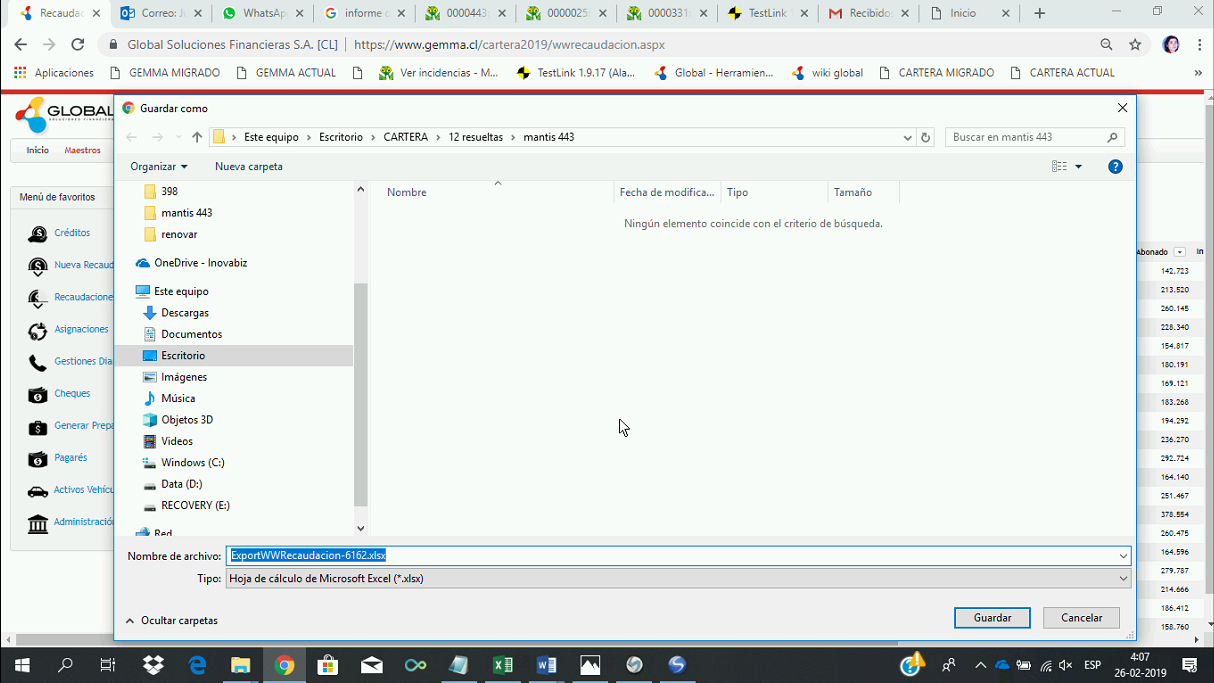 Recaudac
Correo: Ju
WhatsAp
informe c
0000443:
0000025:
0000331:
TestLink
Recibidos
Inicio
Global Soluciones Financieras S.A. [CL] | https://www.gemma.cl/cartera2019/wwrecaudacion.aspx
Aplicaciones
GEMMA MIGRADO
GEMMA ACTUAL
Ver incidencias - M...
TestLink 1.9.17 (Ala...
Global - Herramien...
wiki global
CARTERA MIGRADO
CARTERA ACTUAL
»
GLOBAL
SOLUCIONES FINANCIERAS
Inicio Maestros
Menú de favoritos
Créditos
Nueva Recaud
Recaudacione
Asignaciones
Gestiones Dia
Cheques
Generar Prepa
Pagarés
Activos Vehícu
Administración
Guardar como
Este equipo > Escritorio > CARTERA > 12 resueltas > mantis 443
Buscar en mantis 443
Organizar
Nueva carpeta
398
mantis 443
renovar
OneDrive - Inovabiz
Este equipo
Descargas
Documentos
Escritorio
Imágenes
Música
Objetos 3D
Videos
Windows (C:)
Data (D:)
RECOVERY (E:)
Red
Nombre
Fecha de modifica...
Tipo
Tamaño
Ningún elemento coincide con el criterio de búsqueda.
Nombre de archivo: ExportWWRecaudacion-6162.xlsx
Tipo: Hoja de cálculo de Microsoft Excel (*.xlsx)
Ocultar carpetas
Guardar
Cancelar
Abonado In
142.723
213.520
260.145
228.340
154.817
180.191
169.121
183.268
194.292
236.270
292.724
164.140
251.467
378.554
260.475
164.596
279.787
214.666
186.412
158.760
ESP
4:07
26-02-2019